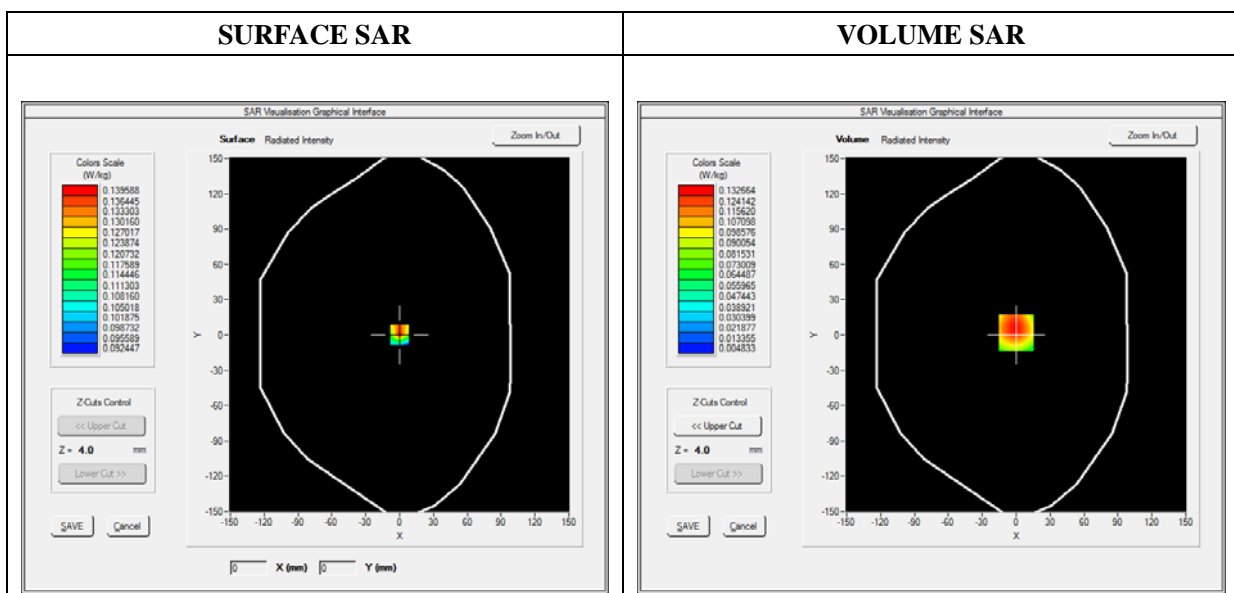 SURFACE SAR
VOLUME SAR
SAR Visualisation Graphical Interface
Surface Radiated Intensity
Zoom In/Out
Colors Scale
(W/kg)
0.139588
0.136445
0.133303
0.130160
0.127017
0.123874
0.120732
0.117589
0.114446
0.111303
0.108160
0.105018
0.101875
0.098732
0.095589
0.092447
Z-Cuts Control
<< Upper Cut
Z = 4.0 mm
Lower Cut >>
SAVE Cancel
150
120
90
60
30
0
-30
-60
-90
-120
-150
Y
-150 -120 -90 -60 -30 0 30 60 90 120 150
X
0 X (mm) 0 Y (mm)
SAR Visualisation Graphical Interface
Volume Radiated Intensity
Zoom In/Out
Colors Scale
(W/kg)
0.132664
0.124142
0.115620
0.107098
0.098576
0.090054
0.081531
0.073009
0.064487
0.055965
0.047443
0.038921
0.030399
0.021877
0.013355
0.004833
Z-Cuts Control
<< Upper Cut
Z = 4.0 mm
Lower Cut >>
SAVE Cancel
150
120
90
60
30
0
-30
-60
-90
-120
-150
Y
-150 -120 -90 -60 -30 0 30 60 90 120 150
X